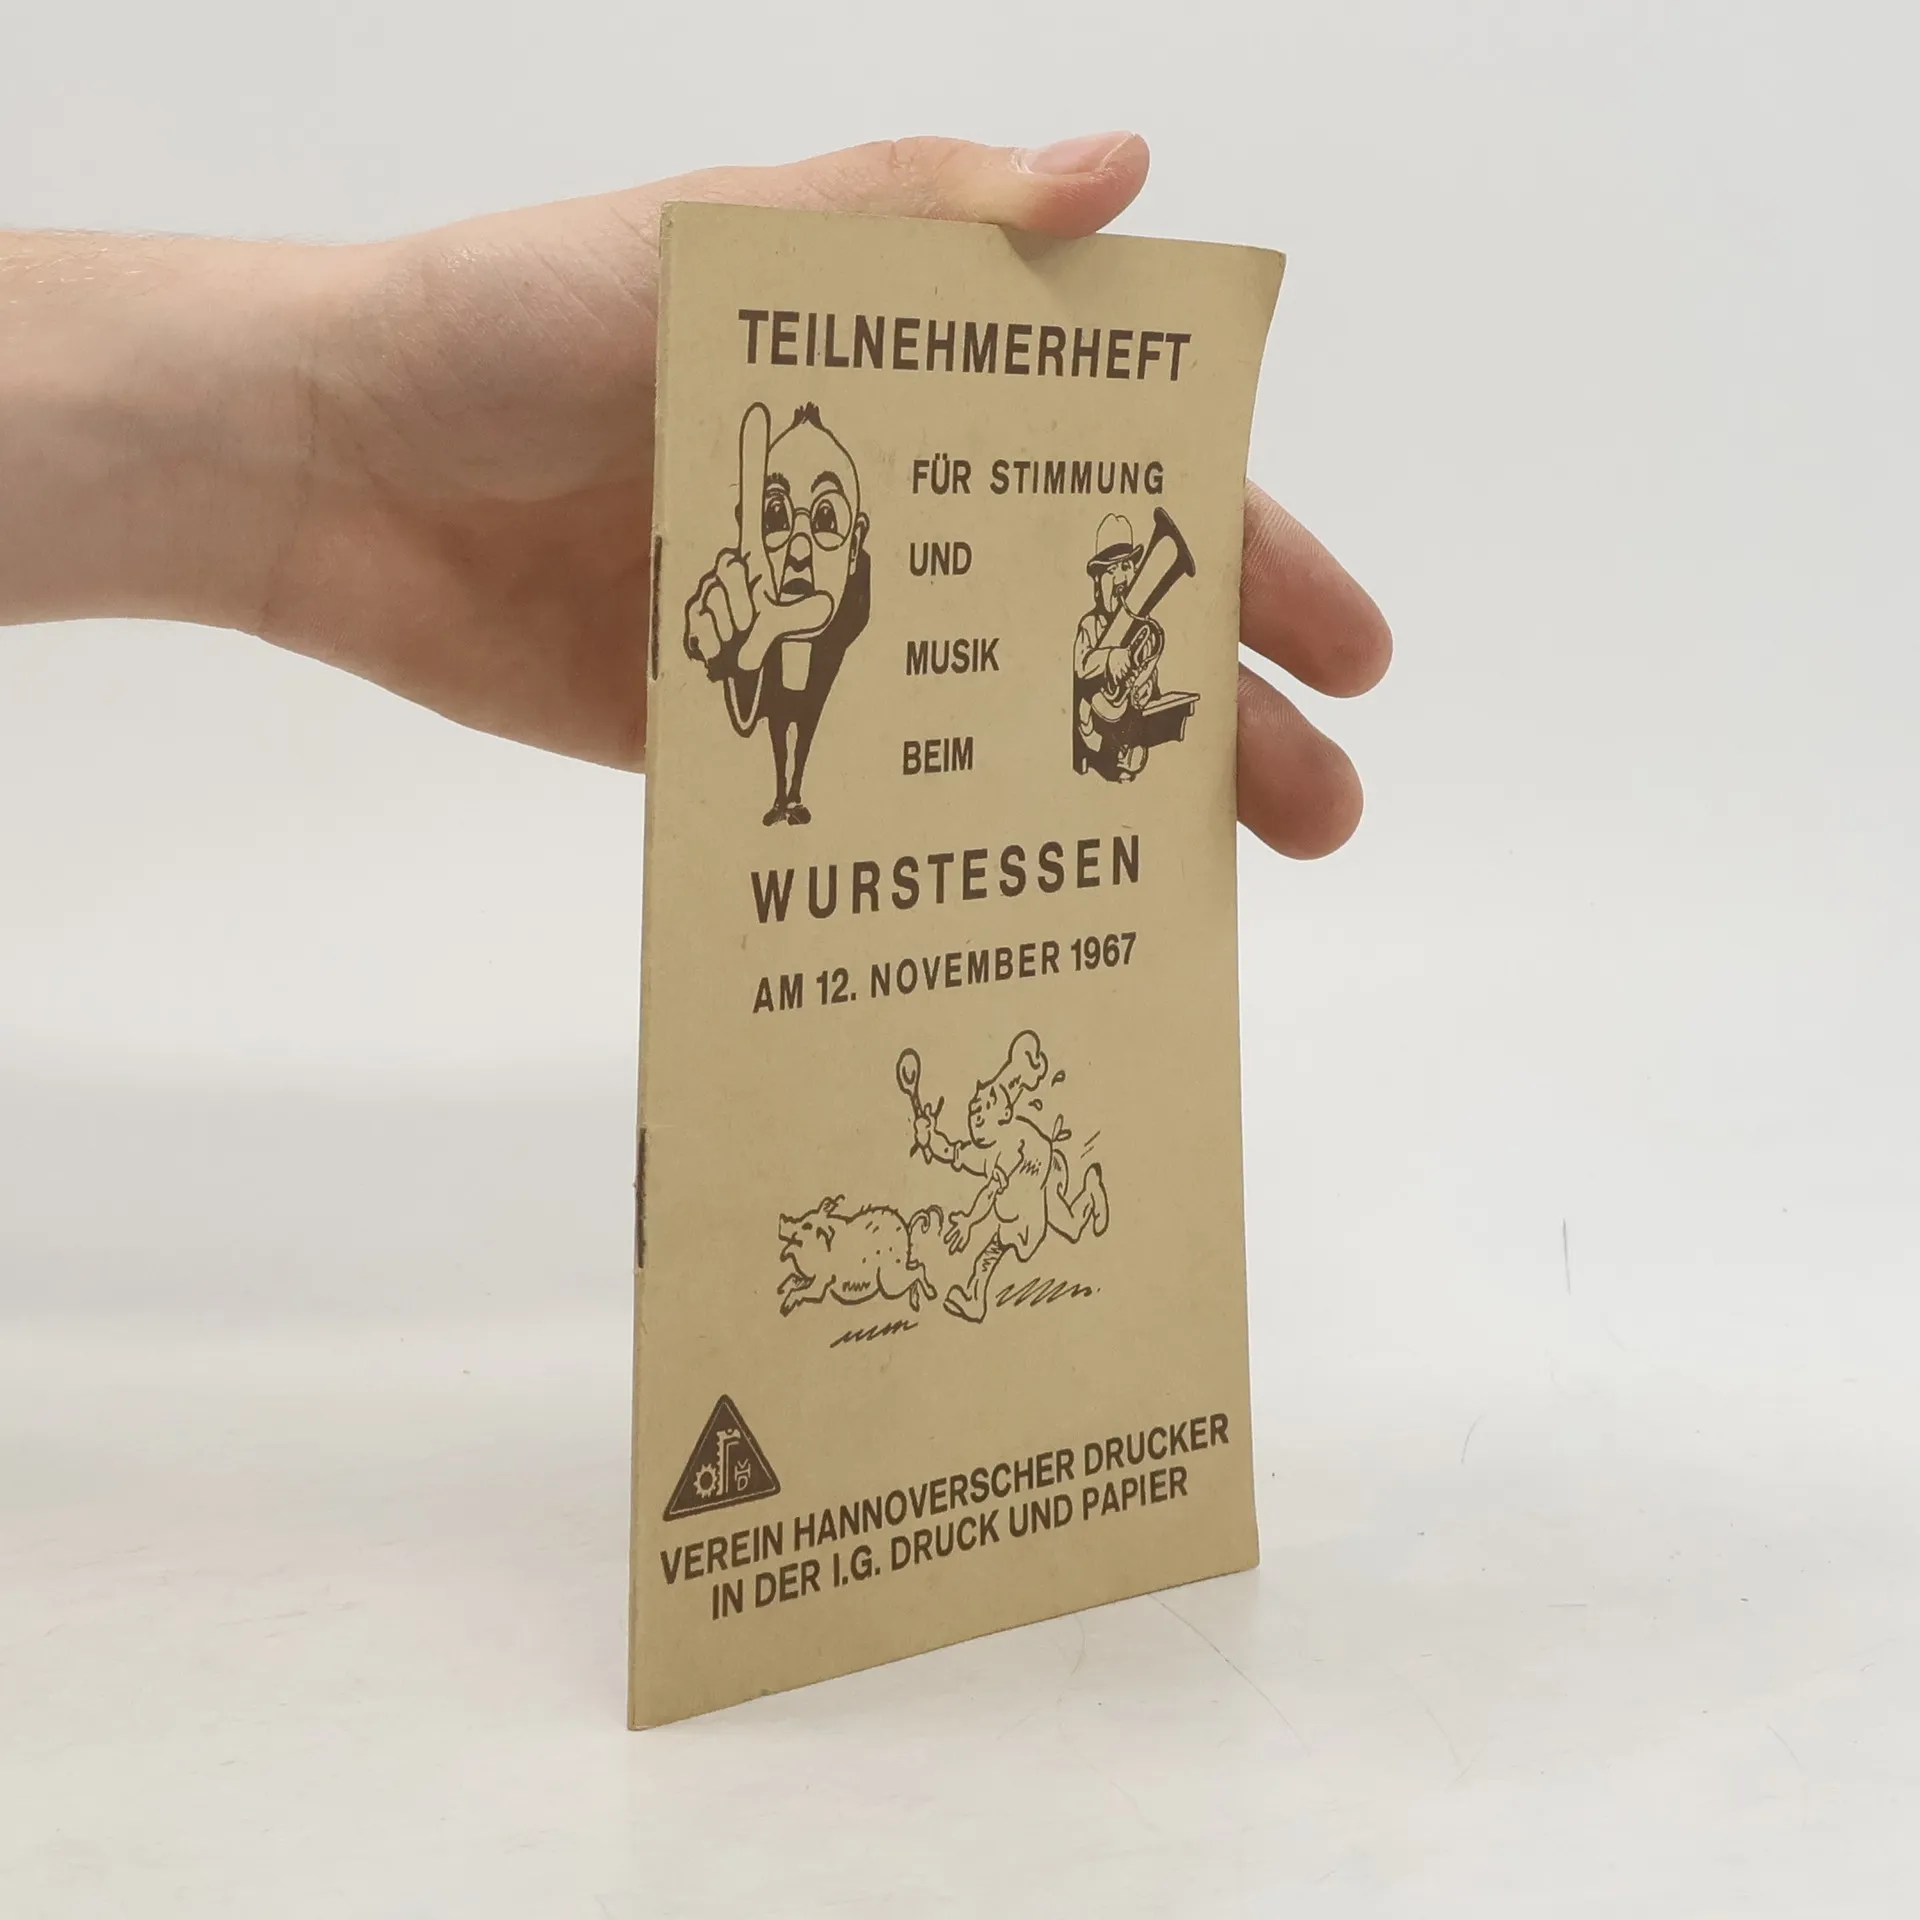 TEILNEHMERHEFT
FÜR STIMMUNG
UND
MUSIK
BEIM
WURSTESSEN
AM 12. NOVEMBER 1967
VHD
VEREIN HANNOVERSCHER DRUCKER
IN DER I.G. DRUCK UND PAPIER